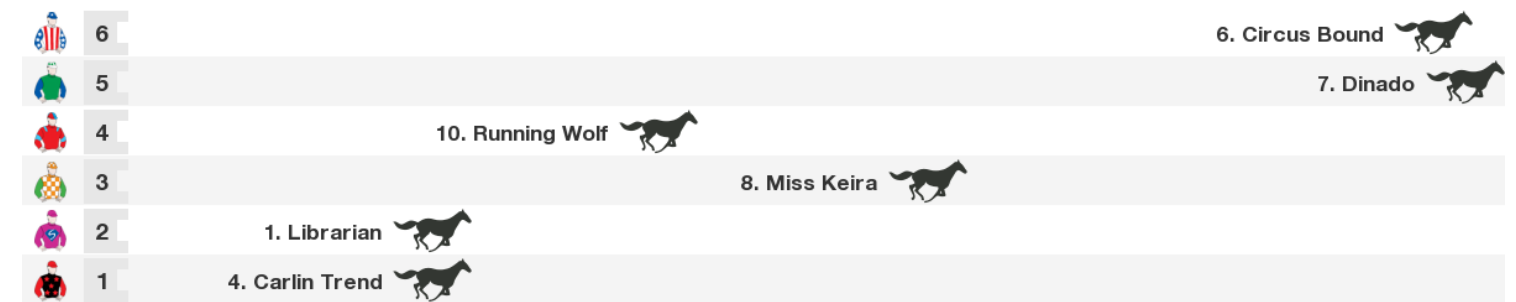 6 6. Circus Bound
5 7. Dinado
4 10. Running Wolf
3 8. Miss Keira
2 1. Librarian
1 4. Carlin Trend